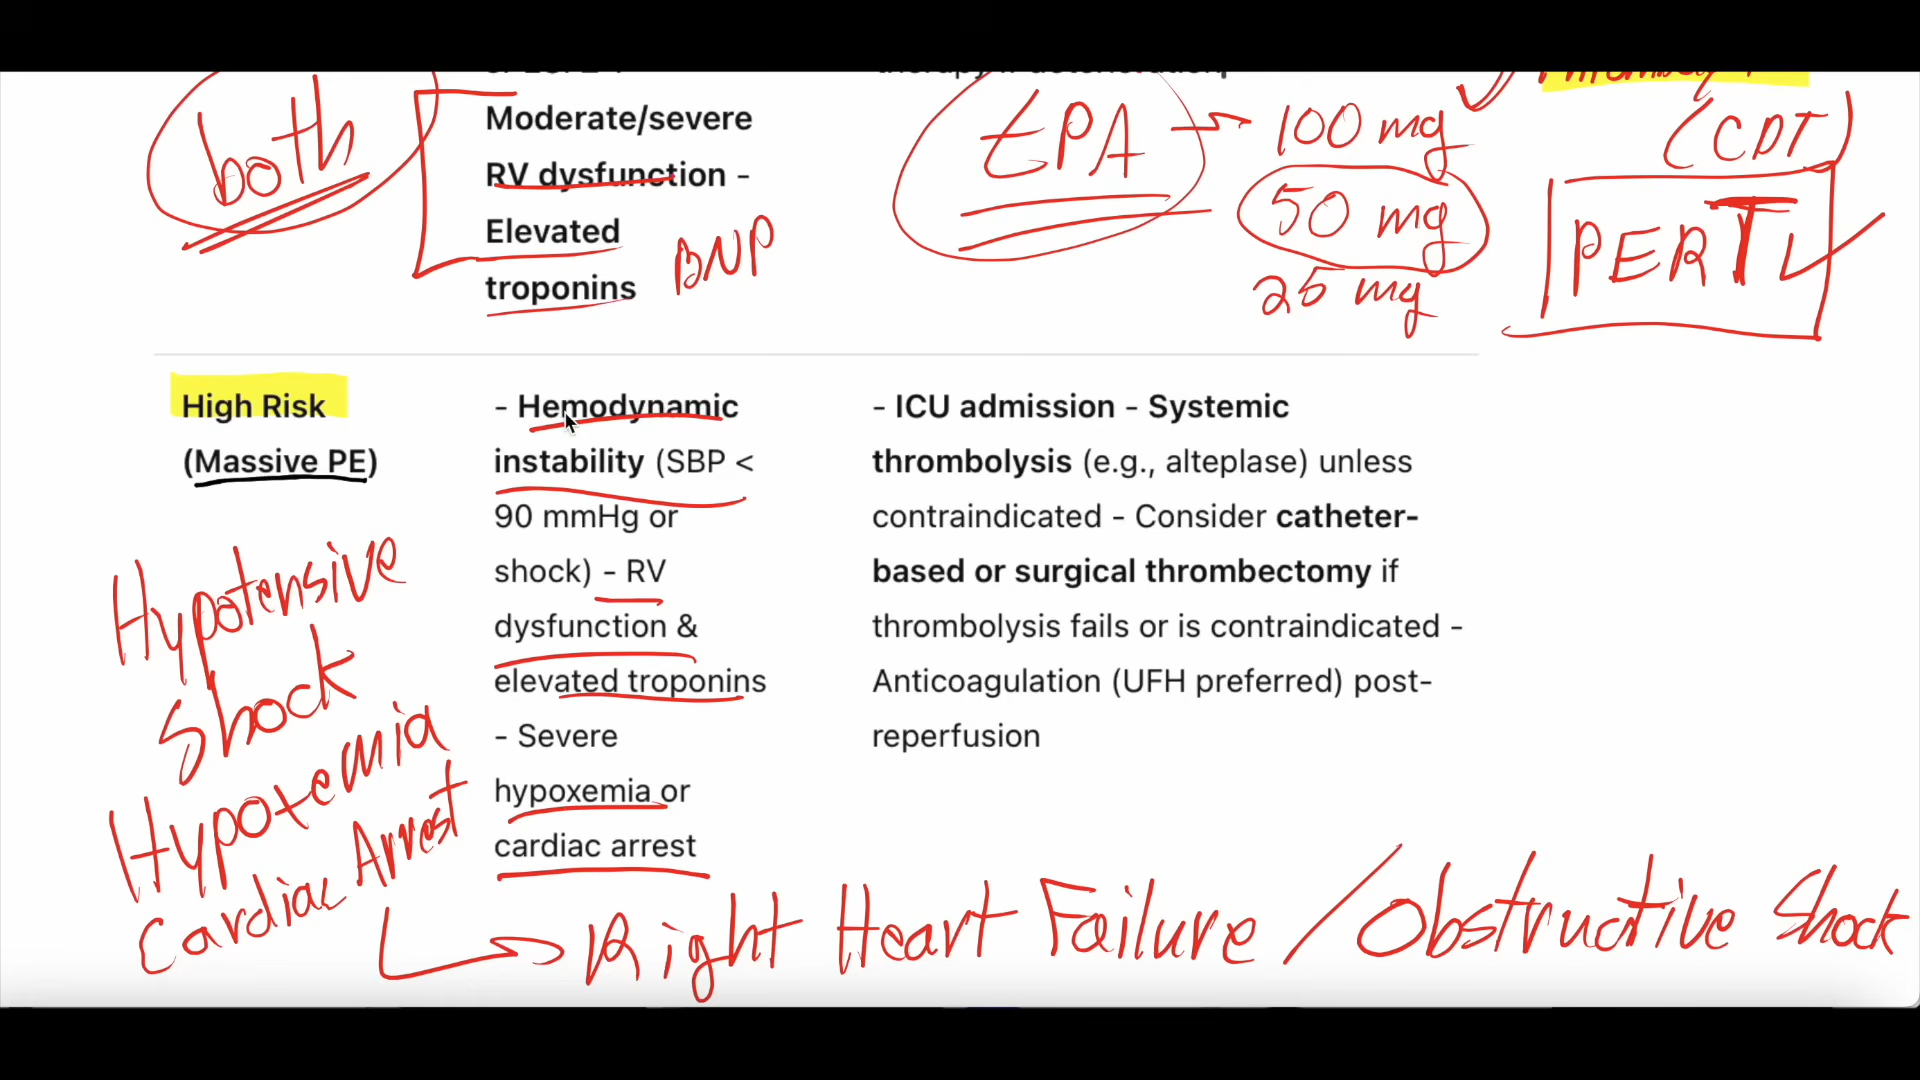 both
Moderate/severe
RV dysfunction -
Elevated
troponins
BNP
tPA
100 mg
50 mg
25 mg
(CDT)
PERT
High Risk
(Massive PE)
- Hemodynamic
instability (SBP <
90 mmHg or
shock) - RV
dysfunction &
elevated troponins
- Severe
hypoxemia or
cardiac arrest
- ICU admission - Systemic
thrombolysis (e.g., alteplase) unless
contraindicated - Consider catheter-
based or surgical thrombectomy if
thrombolysis fails or is contraindicated -
Anticoagulation (UFH preferred) post-
reperfusion
Hypotensive
Shock
Hypoxemia
Cardiac Arrest
Right Heart Failure / Obstructive Shock